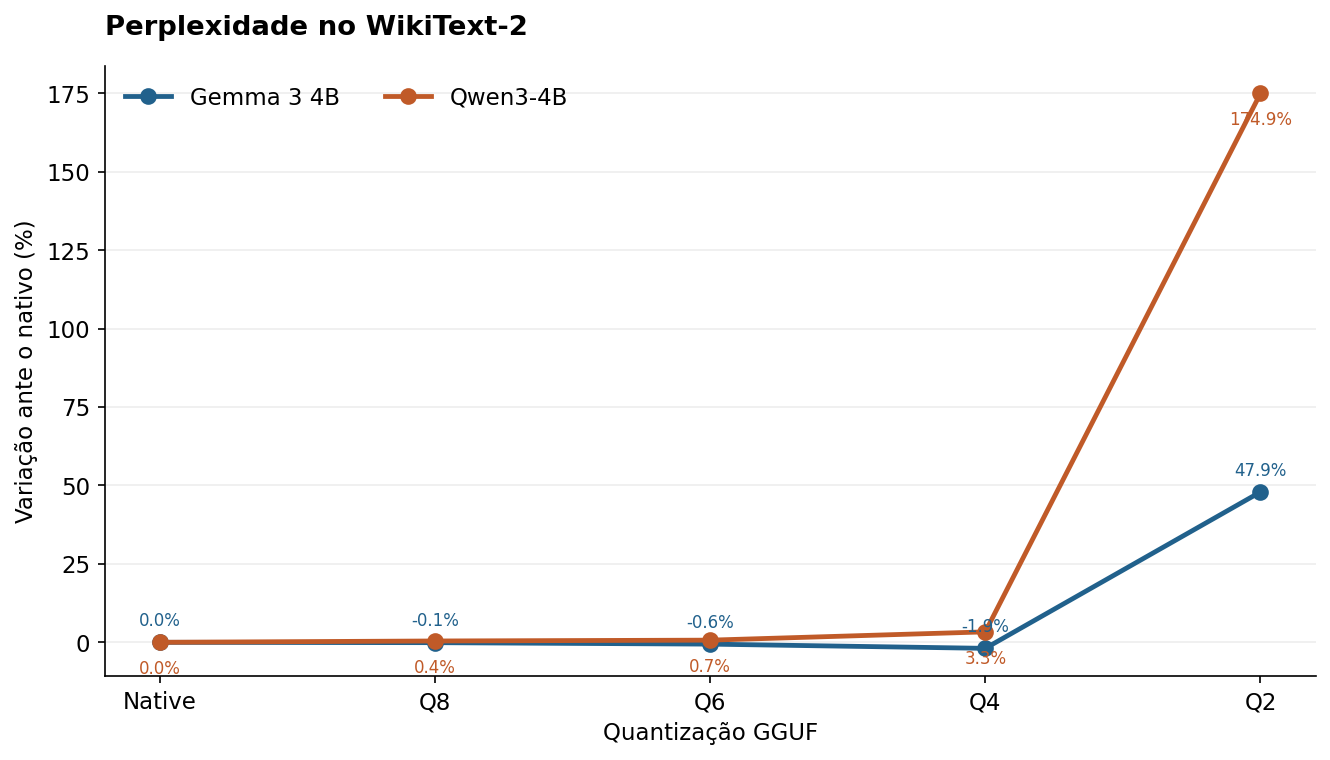 Perplexidade no WikiText-2
Gemma 3 4B
Qwen3-4B
Variação ante o nativo (%)
175
150
125
100
75
50
25
0
174.9%
47.9%
0.0%
-0.1%
-0.6%
-1.9%
0.0%
0.4%
0.7%
3.3%
Native
Q8
Q6
Q4
Q2
Quantização GGUF